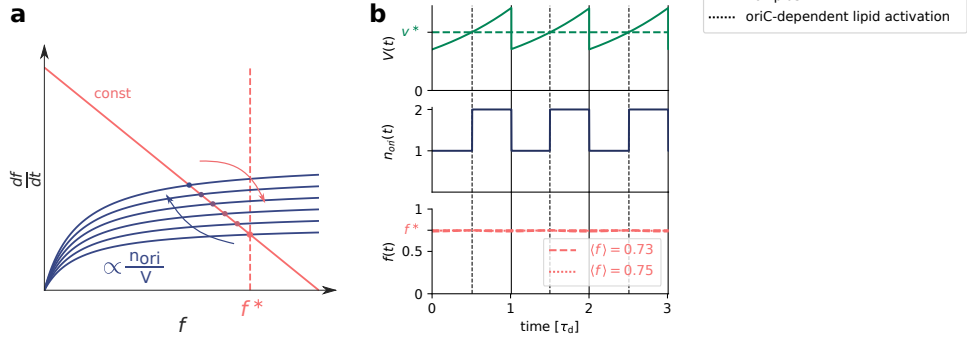 a
df
dt
const
∝ n_ori
V
f
f*
b
V(t)
v*
0
n_ori(t)
2
1
f(t)
1
f*
0.5
0
⟨f⟩ = 0.73
⟨f⟩ = 0.75
0
1
2
3
time [τ_d]
oriC-dependent lipid activation